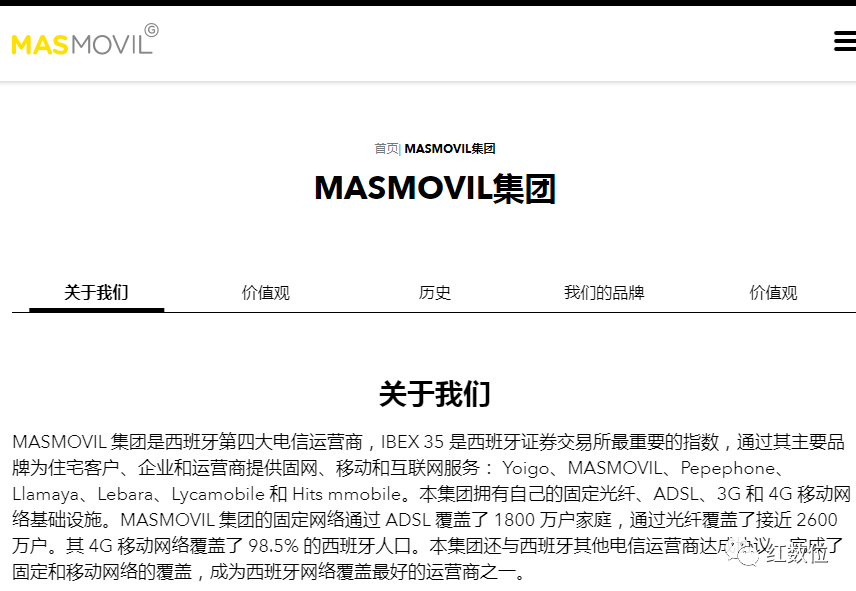 MASMOVIL G
首页| MASMOVIL集团
MASMOVIL集团
关于我们 价值观 历史 我们的品牌 价值观
关于我们
MASMOVIL 集团是西班牙第四大电信运营商，IBEX 35 是西班牙证券交易所最重要的指数，通过其主要品
牌为住宅客户、企业和运营商提供固网、移动和互联网服务： Yoigo、MASMOVIL、Pepephone、
Llamaya、Lebara、Lycamobile 和 Hits mmobile。本集团拥有自己的固定光纤、ADSL、3G 和 4G 移动网
络基础设施。MASMOVIL 集团的固定网络通过 ADSL 覆盖了 1800 万户家庭，通过光纤覆盖了接近 2600
万户。其 4G 移动网络覆盖了 98.5% 的西班牙人口。本集团还与西班牙其他电信运营商达成协议，完成了
固定和移动网络的覆盖，成为西班牙网络覆盖最好的运营商之一。
红数位